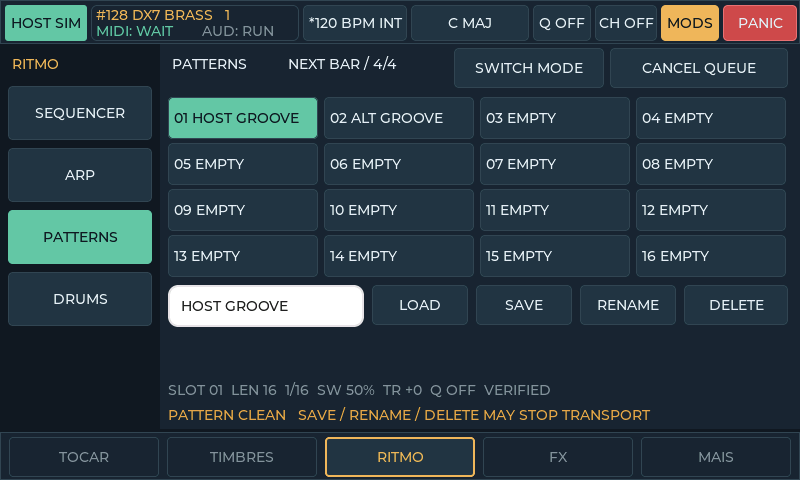 HOST SIM
#128 DX7 BRASS 1
MIDI: WAIT AUD: RUN
*120 BPM INT
C MAJ
Q OFF
CH OFF
MODS
PANIC
RITMO
PATTERNS NEXT BAR / 4/4
SWITCH MODE
CANCEL QUEUE
SEQUENCER
ARP
PATTERNS
DRUMS
01 HOST GROOVE
02 ALT GROOVE
03 EMPTY
04 EMPTY
05 EMPTY
06 EMPTY
07 EMPTY
08 EMPTY
09 EMPTY
10 EMPTY
11 EMPTY
12 EMPTY
13 EMPTY
14 EMPTY
15 EMPTY
16 EMPTY
HOST GROOVE
LOAD
SAVE
RENAME
DELETE
SLOT 01 LEN 16 1/16 SW 50% TR +0 Q OFF VERIFIED
PATTERN CLEAN SAVE / RENAME / DELETE MAY STOP TRANSPORT
TOCAR
TIMBRES
RITMO
FX
MAIS